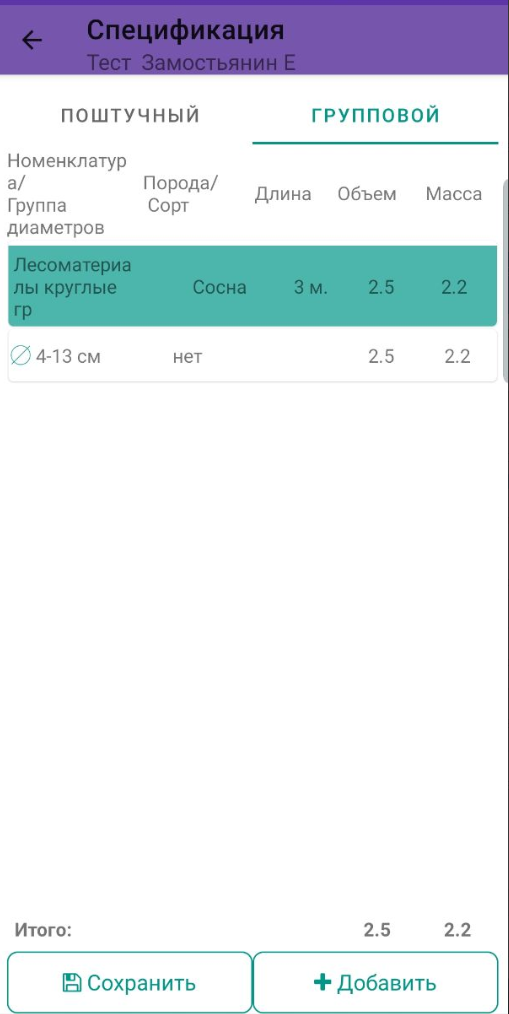 Спецификация
Тест Замостьянин Е
ПОШТУЧНЫЙ ГРУППОВОЙ
Номенклатур
а/
Группа
диаметров
Порода/
Сорт
Длина Объем Масса
Лесоматериа
лы круглые
гр
Сосна 3 м. 2.5 2.2
4-13 см нет 2.5 2.2
Итого: 2.5 2.2
Сохранить Добавить